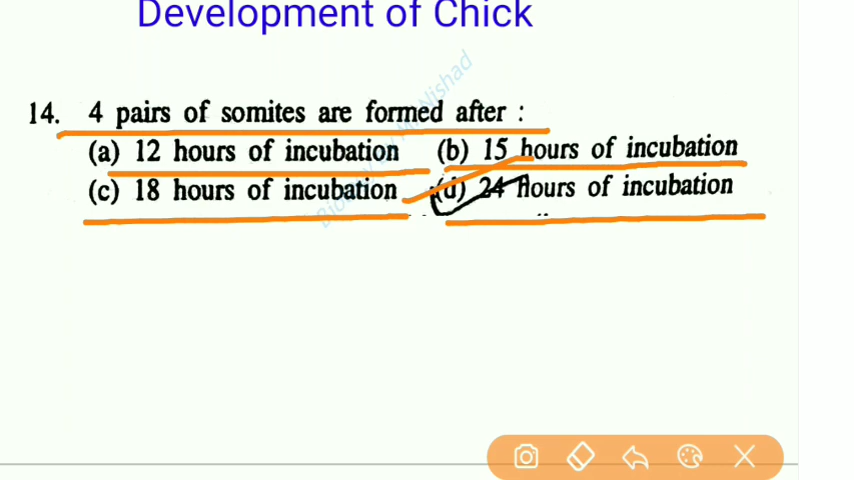 Development of Chick
14. 4 pairs of somites are formed after :
(a) 12 hours of incubation (b) 15 hours of incubation
(c) 18 hours of incubation (d) 24 hours of incubation